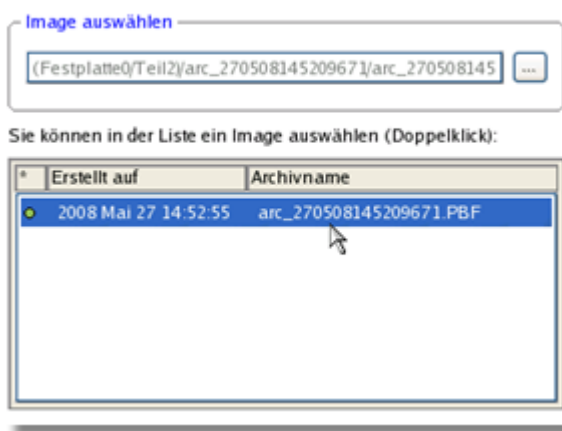 Image auswählen
(Festplatte0/Teil2)/arc_270508145209671/arc_270508145
...
Sie können in der Liste ein Image auswählen (Doppelklick):
* Erstellt auf Archivname
2008 Mai 27 14:52:55 arc_270508145209671.PBF